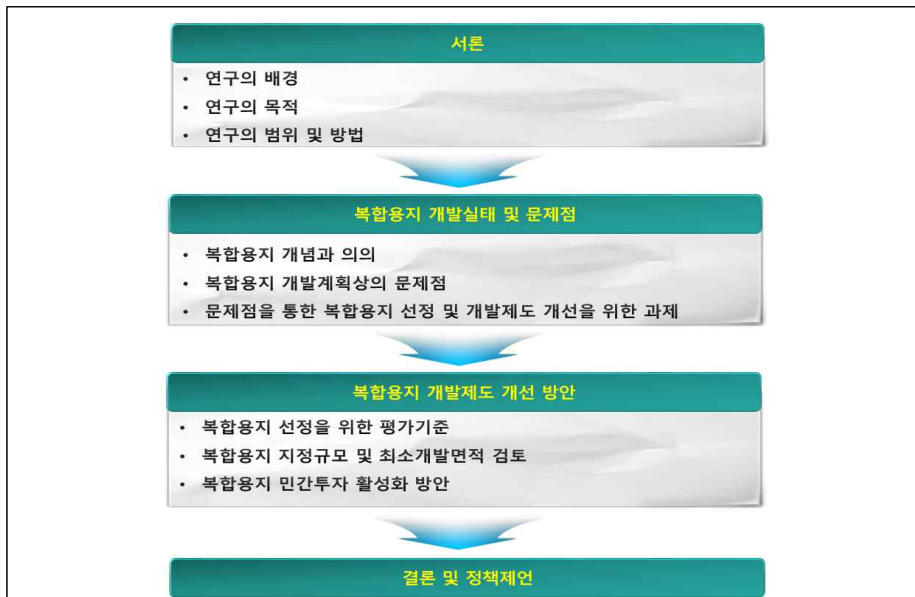 서론
• 연구의 배경
• 연구의 목적
• 연구의 범위 및 방법
복합용지 개발실태 및 문제점
• 복합용지 개념과 의의
• 복합용지 개발계획상의 문제점
• 문제점을 통한 복합용지 선정 및 개발제도 개선을 위한 과제
복합용지 개발제도 개선 방안
• 복합용지 선정을 위한 평가기준
• 복합용지 지정규모 및 최소개발면적 검토
• 복합용지 민간투자 활성화 방안
결론 및 정책제언